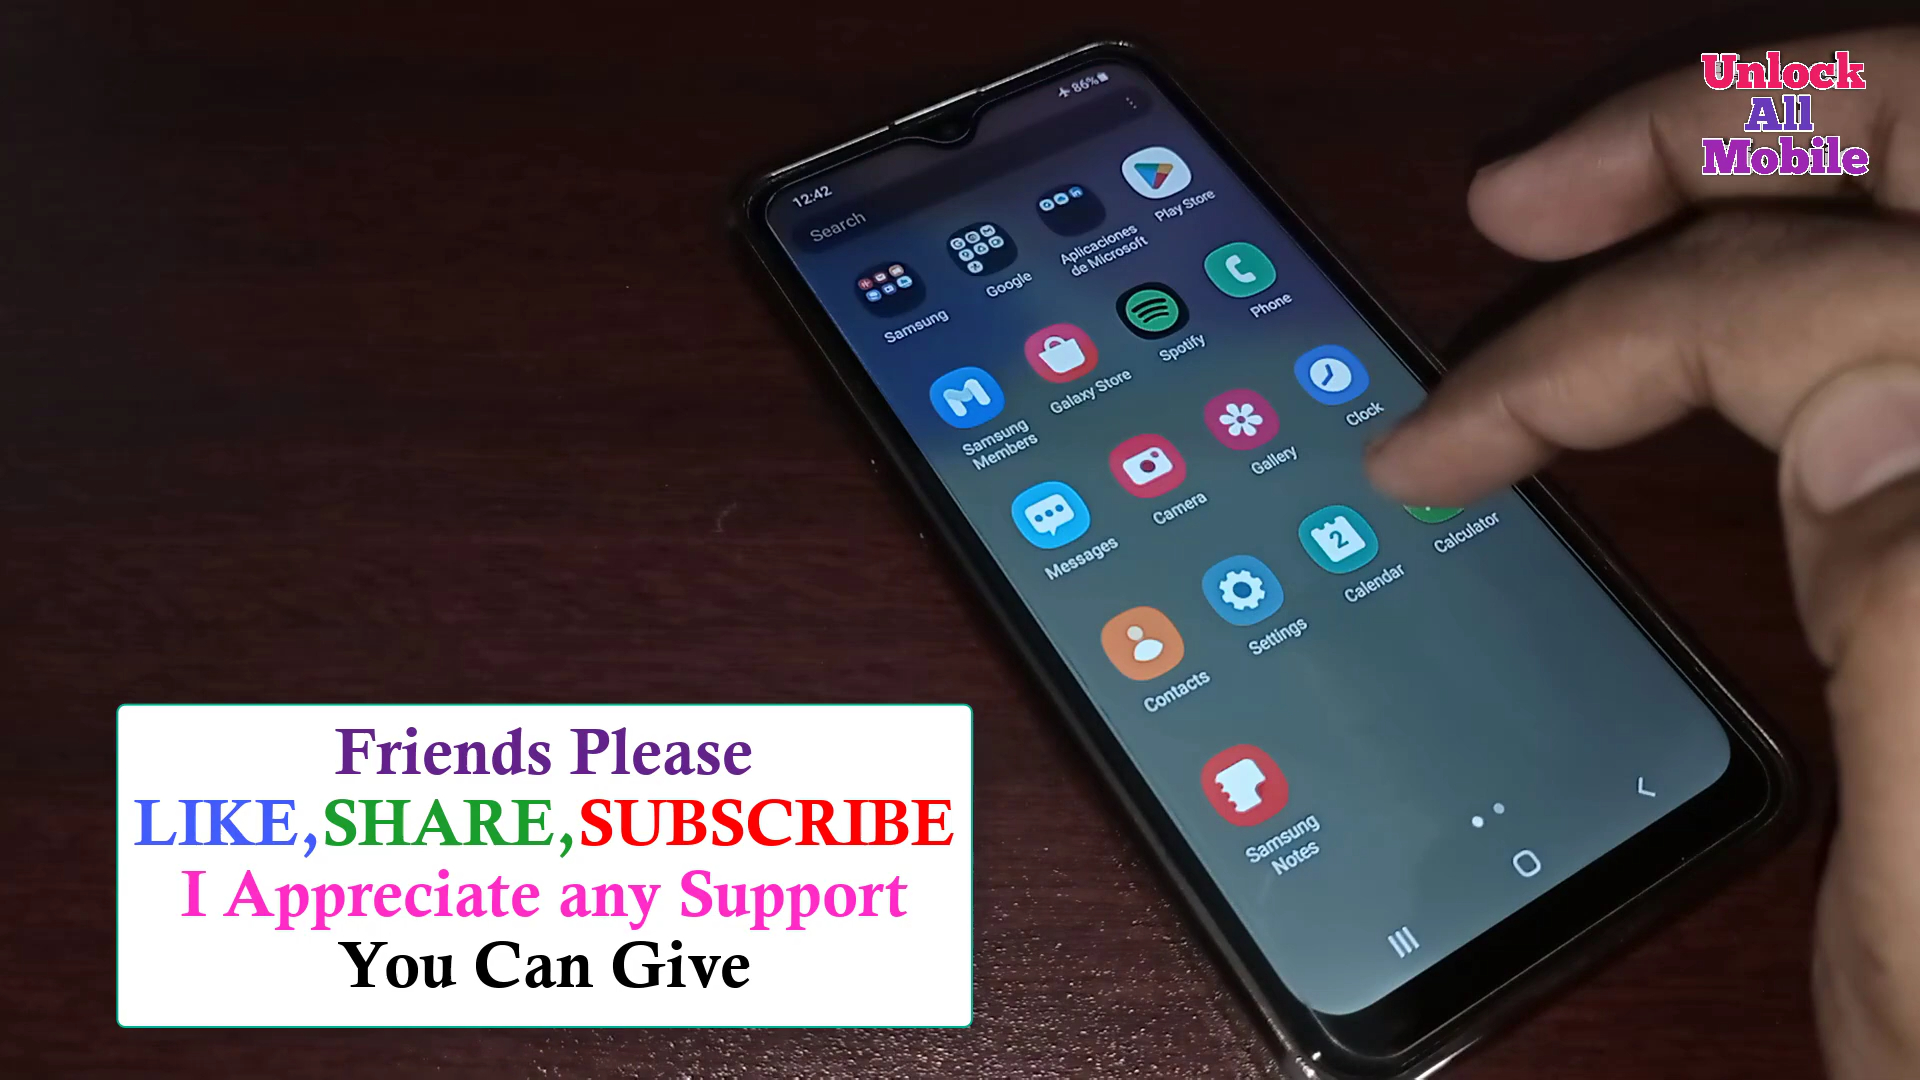 Unlock
All
Mobile
86%
12:42
Search
Samsung
Google
Aplicaciones
de Microsoft
Play Store
Samsung
Members
Galaxy Store
Spotify
Phone
Messages
Camera
Gallery
Clock
Contacts
Settings
2
Calendar
Calculator
Samsung
Notes
Friends Please
LIKE,SHARE,SUBSCRIBE
I Appreciate any Support
You Can Give